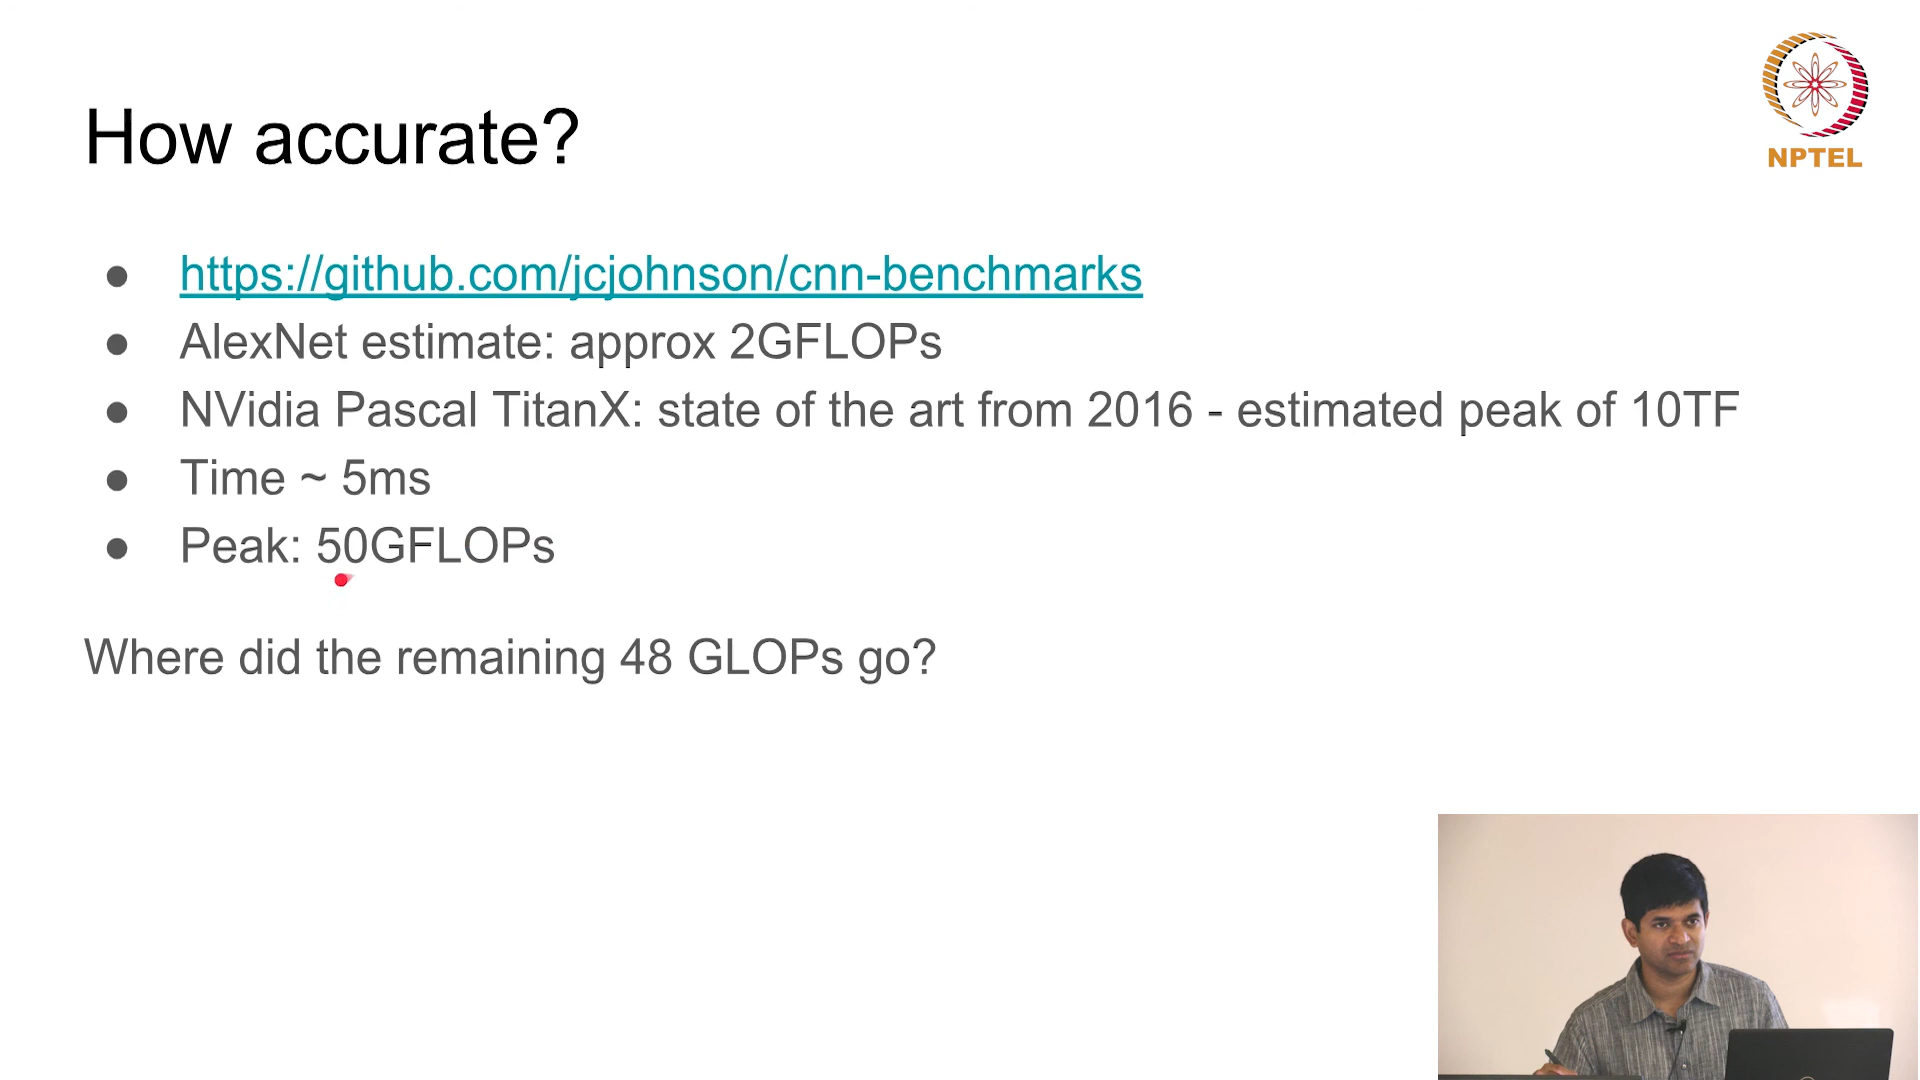 How accurate?
NPTEL
https://github.com/jcjohnson/cnn-benchmarks
AlexNet estimate: approx 2GFLOPs
NVidia Pascal TitanX: state of the art from 2016 - estimated peak of 10TF
Time ~ 5ms
Peak: 50GFLOPs
Where did the remaining 48 GLOPs go?